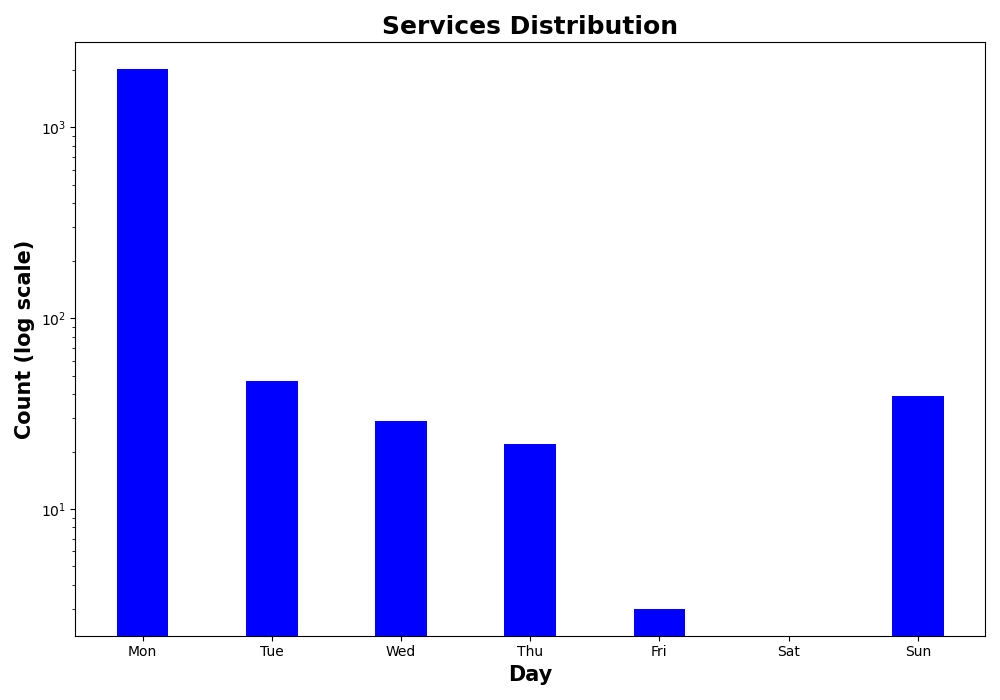 Services Distribution
Count (log scale)
10³
10²
10¹
Mon Tue Wed Thu Fri Sat Sun
Day